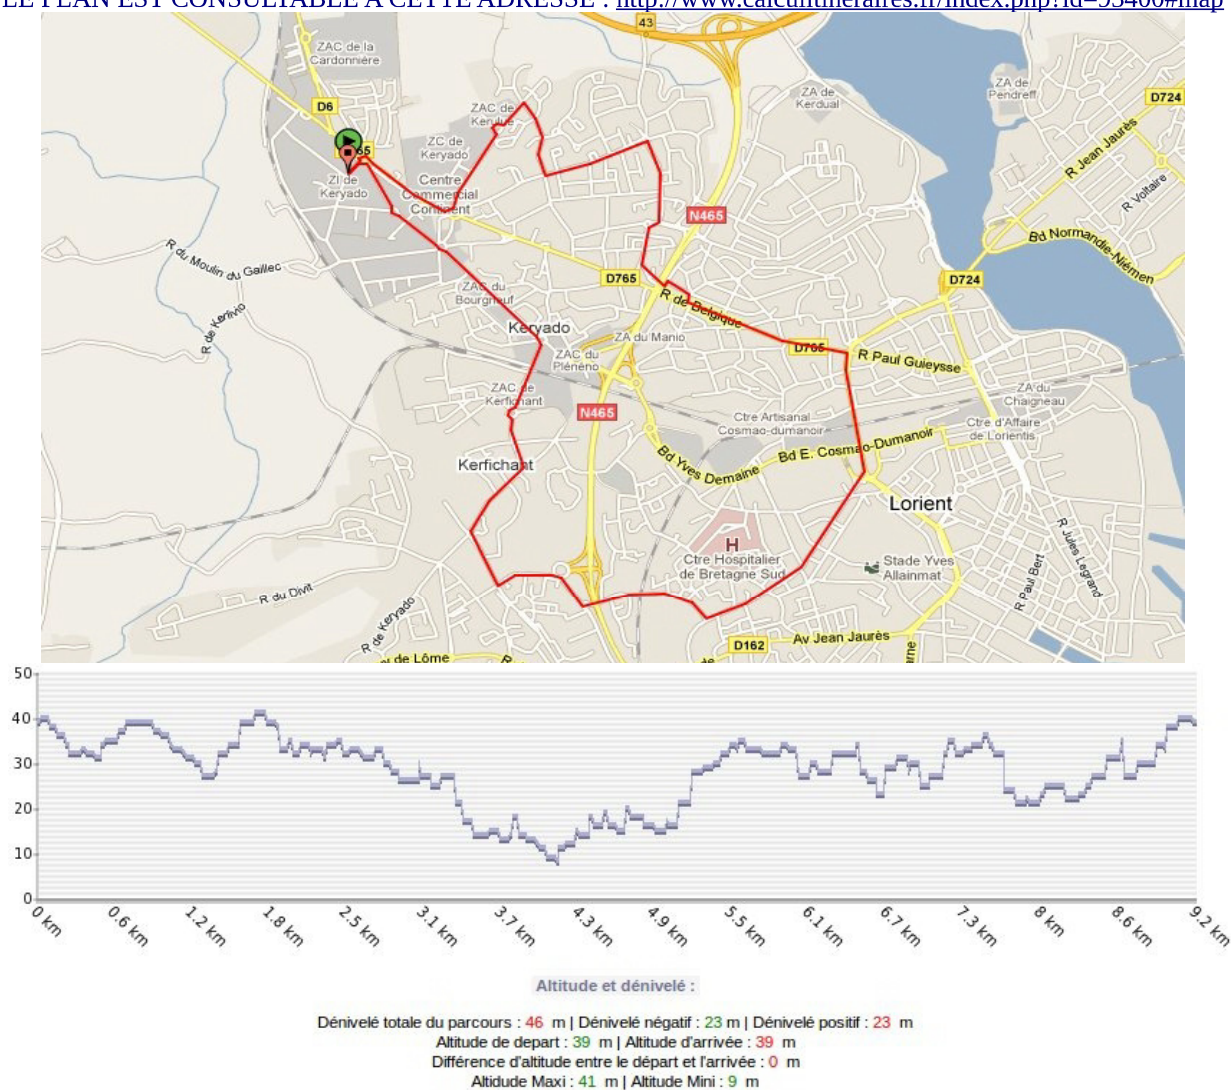 LE PLAN EST CONSULTABLE A CETTE ADRESSE : http://www.calculitineraires.fr/index.php?id=95400#map
43
ZAC de la
Cardonnière
ZA de
Pendreff
ZA de
Kerdual
D724
D6
ZAC de
R Jean Jaurès
ZC de
Keryado
65
ZI de
Keryado
Centre
Commercial
Continent
R Voltaire
N465
Bd Normandie-Niémen
R du Moulin du Gaillec
D765
D724
ZAC du
Bourgneuf
R de Belgique
R de Kerlivio
Keryado
ZA du Manio
D765
ZAC du
Pléneno
R Paul Guieysse
ZAC de
Kerfichant
ZA du
Chaigneau
N465
Ctre Artisanal
Cosmao-dumanoir
Ctre d'Affaire
de Lorientis
Bd E. Cosmao-Dumanoir
Kerfichant
Bd Yves Demaine
Lorient
H
Ctre Hospitalier
de Bretagne Sud
Stade Yves
Allainmat
R Jules Legrand
R Paul Bert
R du Divit
R de Keryado
Av Jean Jaurès
D162
de Lôme
50
40
30
20
10
0
0 km
0.6 km
1.2 km
1.8 km
2.5 km
3.1 km
3.7 km
4.3 km
4.9 km
5.5 km
6.1 km
6.7 km
7.3 km
8 km
8.6 km
9.2 km
Altitude et dénivelé :
Dénivelé totale du parcours : 46 m | Dénivelé négatif : 23 m | Dénivelé positif : 23 m
Altitude de depart : 39 m | Altitude d'arrivée : 39 m
Différence d'altitude entre le départ et l'arrivée : 0 m
Altidude Maxi : 41 m | Altitude Mini : 9 m